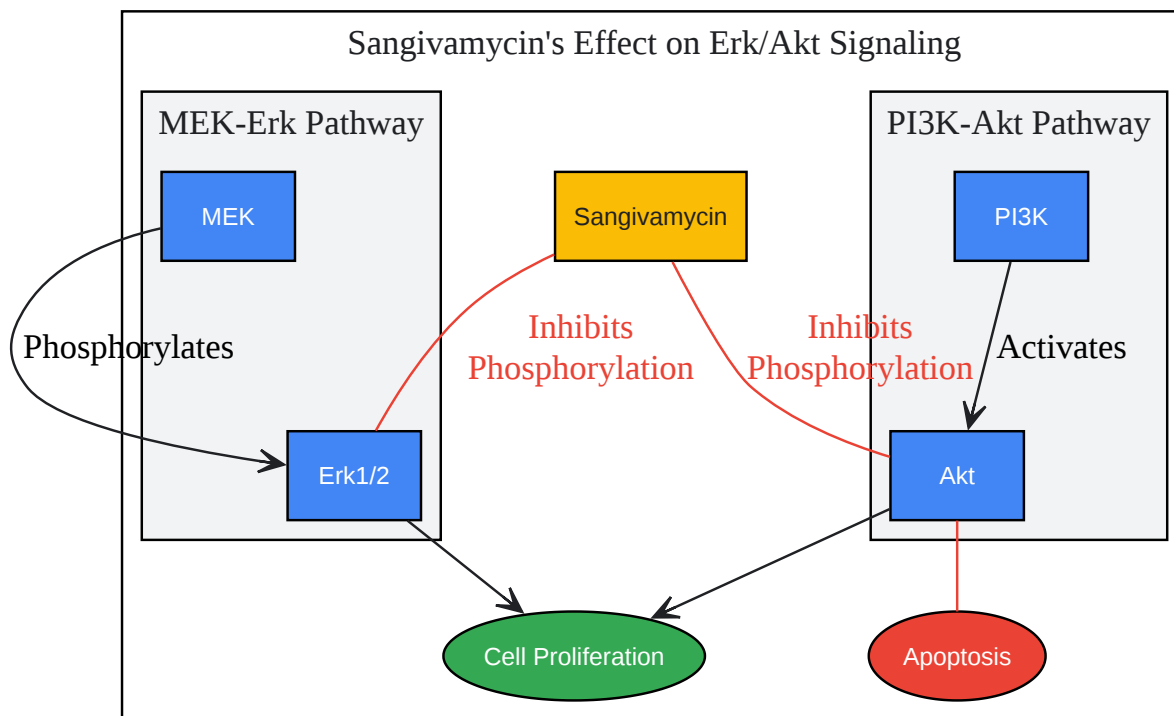 Sangivamycin's Effect on Erk/Akt Signaling
MEK-Erk Pathway
PI3K-Akt Pathway
MEK
Sangivamycin
PI3K
Phosphorylates
Inhibits
Phosphorylation
Inhibits
Phosphorylation
Activates
Erk1/2
Akt
Cell Proliferation
Apoptosis